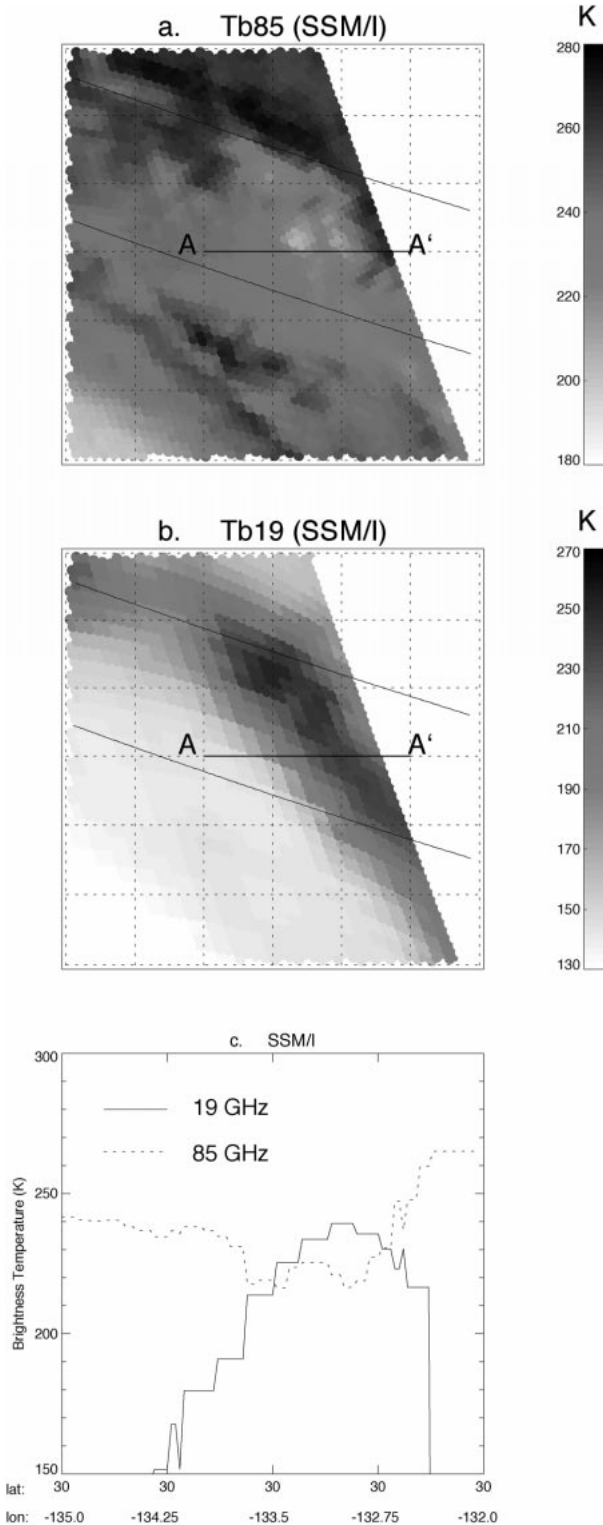 a. Tb85 (SSM/I)
K
280
260
240
220
200
180
A A‘
b. Tb19 (SSM/I)
K
270
250
230
210
190
170
150
130
A A‘
c. SSM/I
300
250
200
150
Brightness Temperature (K)
19 GHz
85 GHz
lat: 30 30 30 30 30
lon: -135.0 -134.25 -133.5 -132.75 -132.0